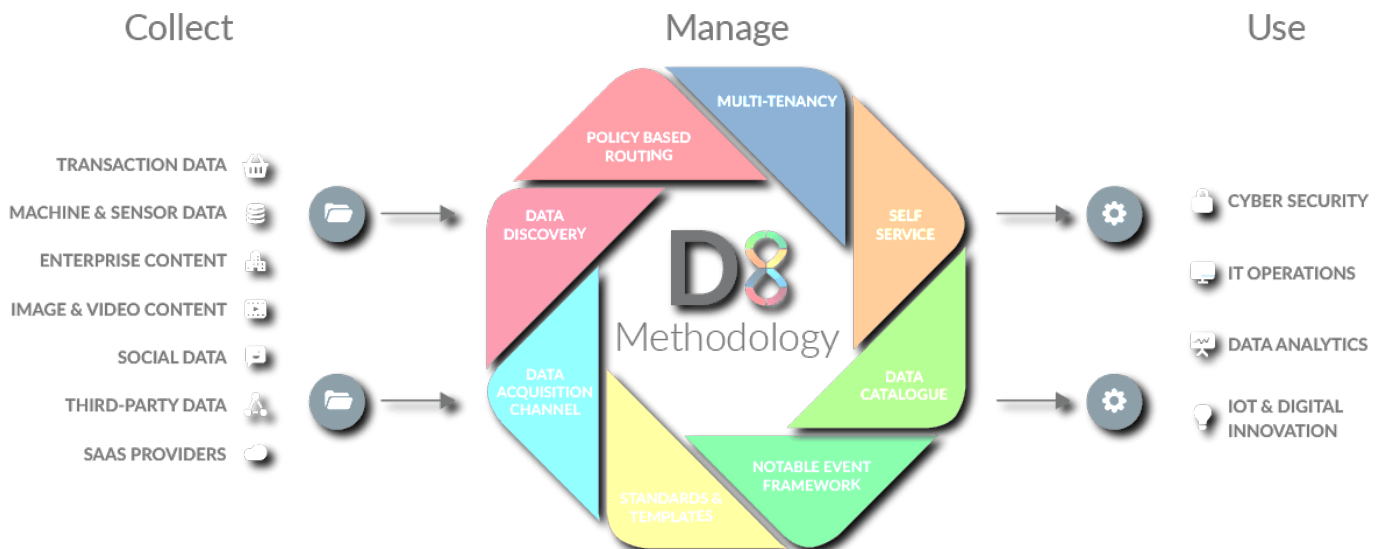 Collect
Manage
Use
TRANSACTION DATA
MACHINE & SENSOR DATA
ENTERPRISE CONTENT
IMAGE & VIDEO CONTENT
SOCIAL DATA
THIRD-PARTY DATA
SAAS PROVIDERS
MULTI-TENANCY
POLICY BASED
ROUTING
DATA
DISCOVERY
SELF
SERVICE
D8
Methodology
DATA
ACQUISITION
CHANNEL
DATA
CATALOGUE
NOTABLE EVENT
FRAMEWORK
STANDARDS &
TEMPLATES
CYBER SECURITY
IT OPERATIONS
DATA ANALYTICS
IOT & DIGITAL
INNOVATION